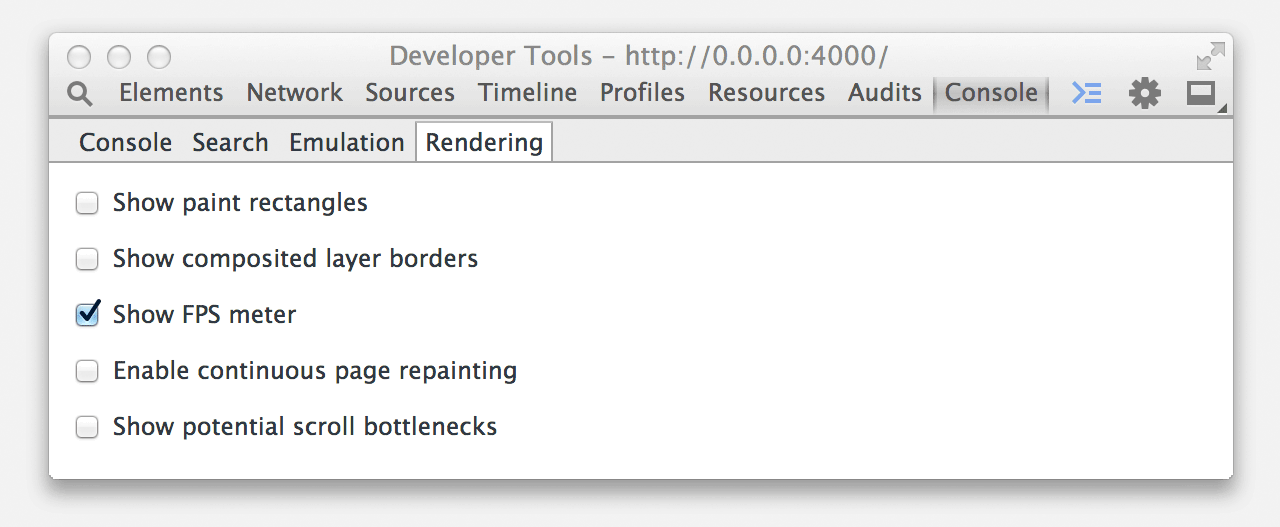 Developer Tools – http://0.0.0.0:4000/
Elements Network Sources Timeline Profiles Resources Audits Console
Console Search Emulation Rendering
Show paint rectangles
Show composited layer borders
Show FPS meter
Enable continuous page repainting
Show potential scroll bottlenecks